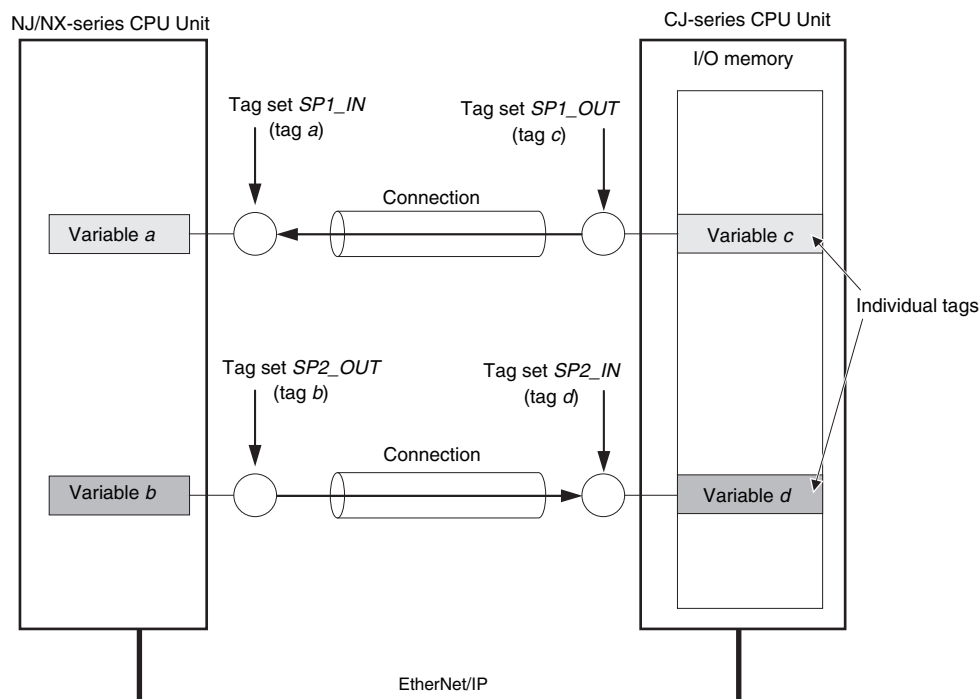 NJ/NX-series CPU Unit
CJ-series CPU Unit
I/O memory
Tag set SP1_IN
(tag a)
Tag set SP1_OUT
(tag c)
Connection
Variable a
Variable c
Individual tags
Tag set SP2_OUT
(tag b)
Tag set SP2_IN
(tag d)
Connection
Variable b
Variable d
EtherNet/IP